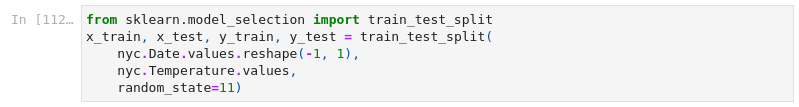 In [112…
from sklearn.model_selection import train_test_split
x_train, x_test, y_train, y_test = train_test_split(
    nyc.Date.values.reshape(-1, 1),
    nyc.Temperature.values,
    random_state=11)